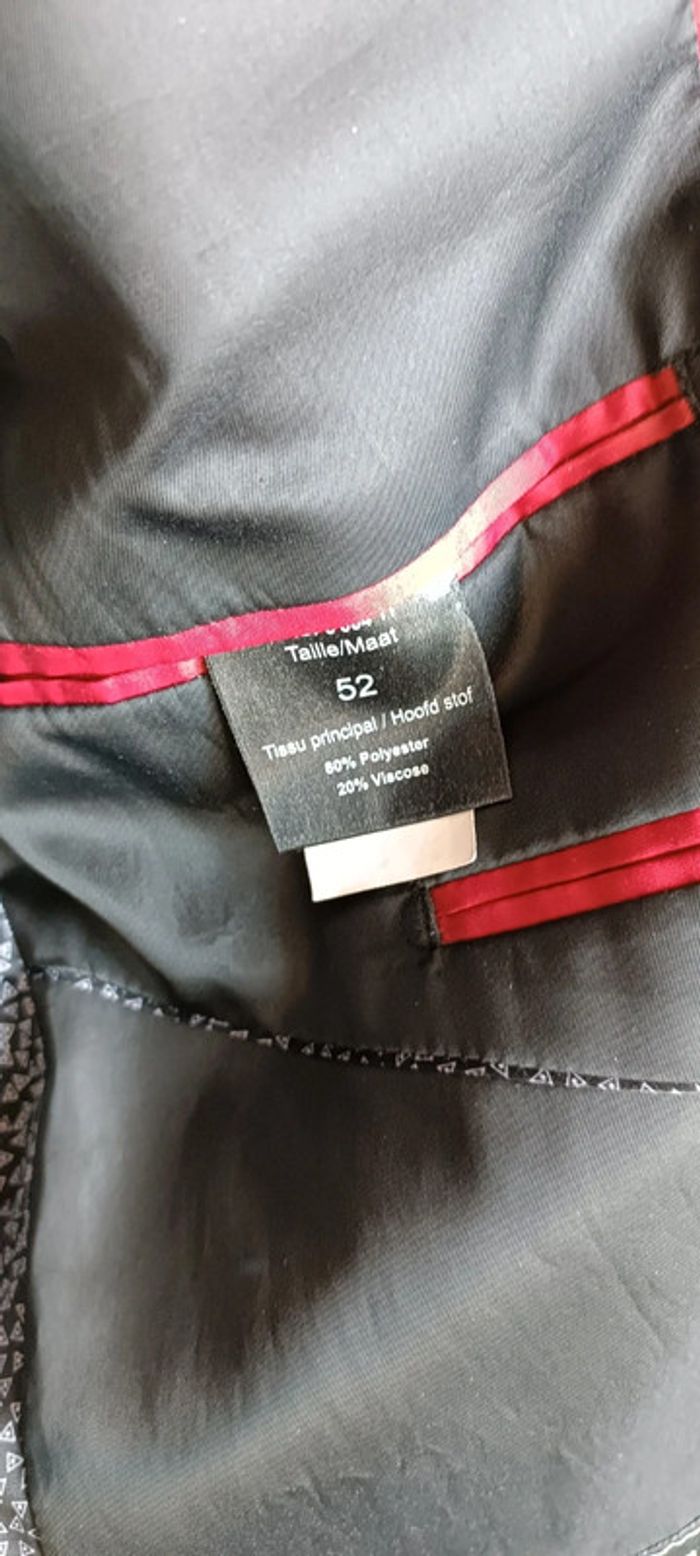 Taille/Maat
52
Tissu principal / Hoofd stof
80% Polyester
20% Viscose